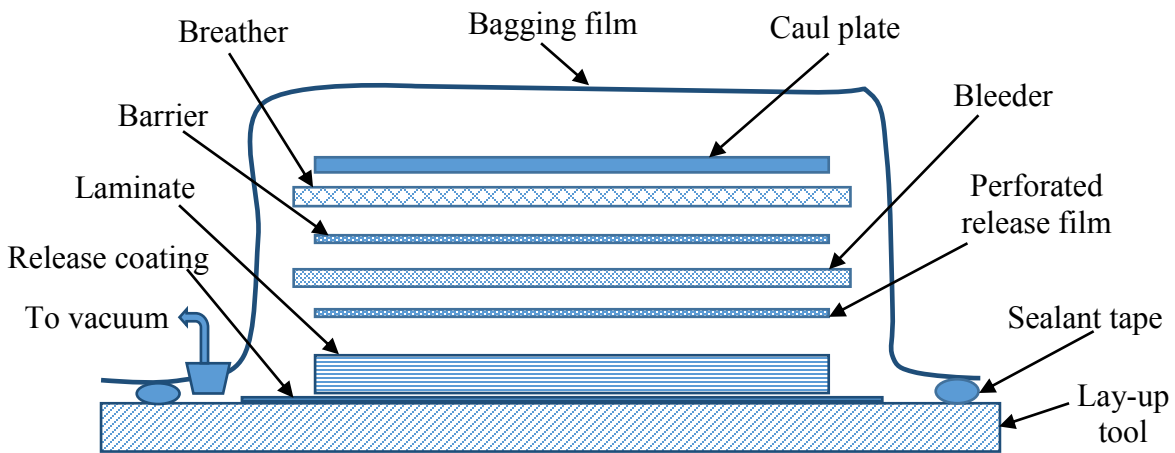 Breather
Bagging film
Caul plate
Barrier
Bleeder
Laminate
Perforated
release film
Release coating
To vacuum
Sealant tape
Lay-up
tool